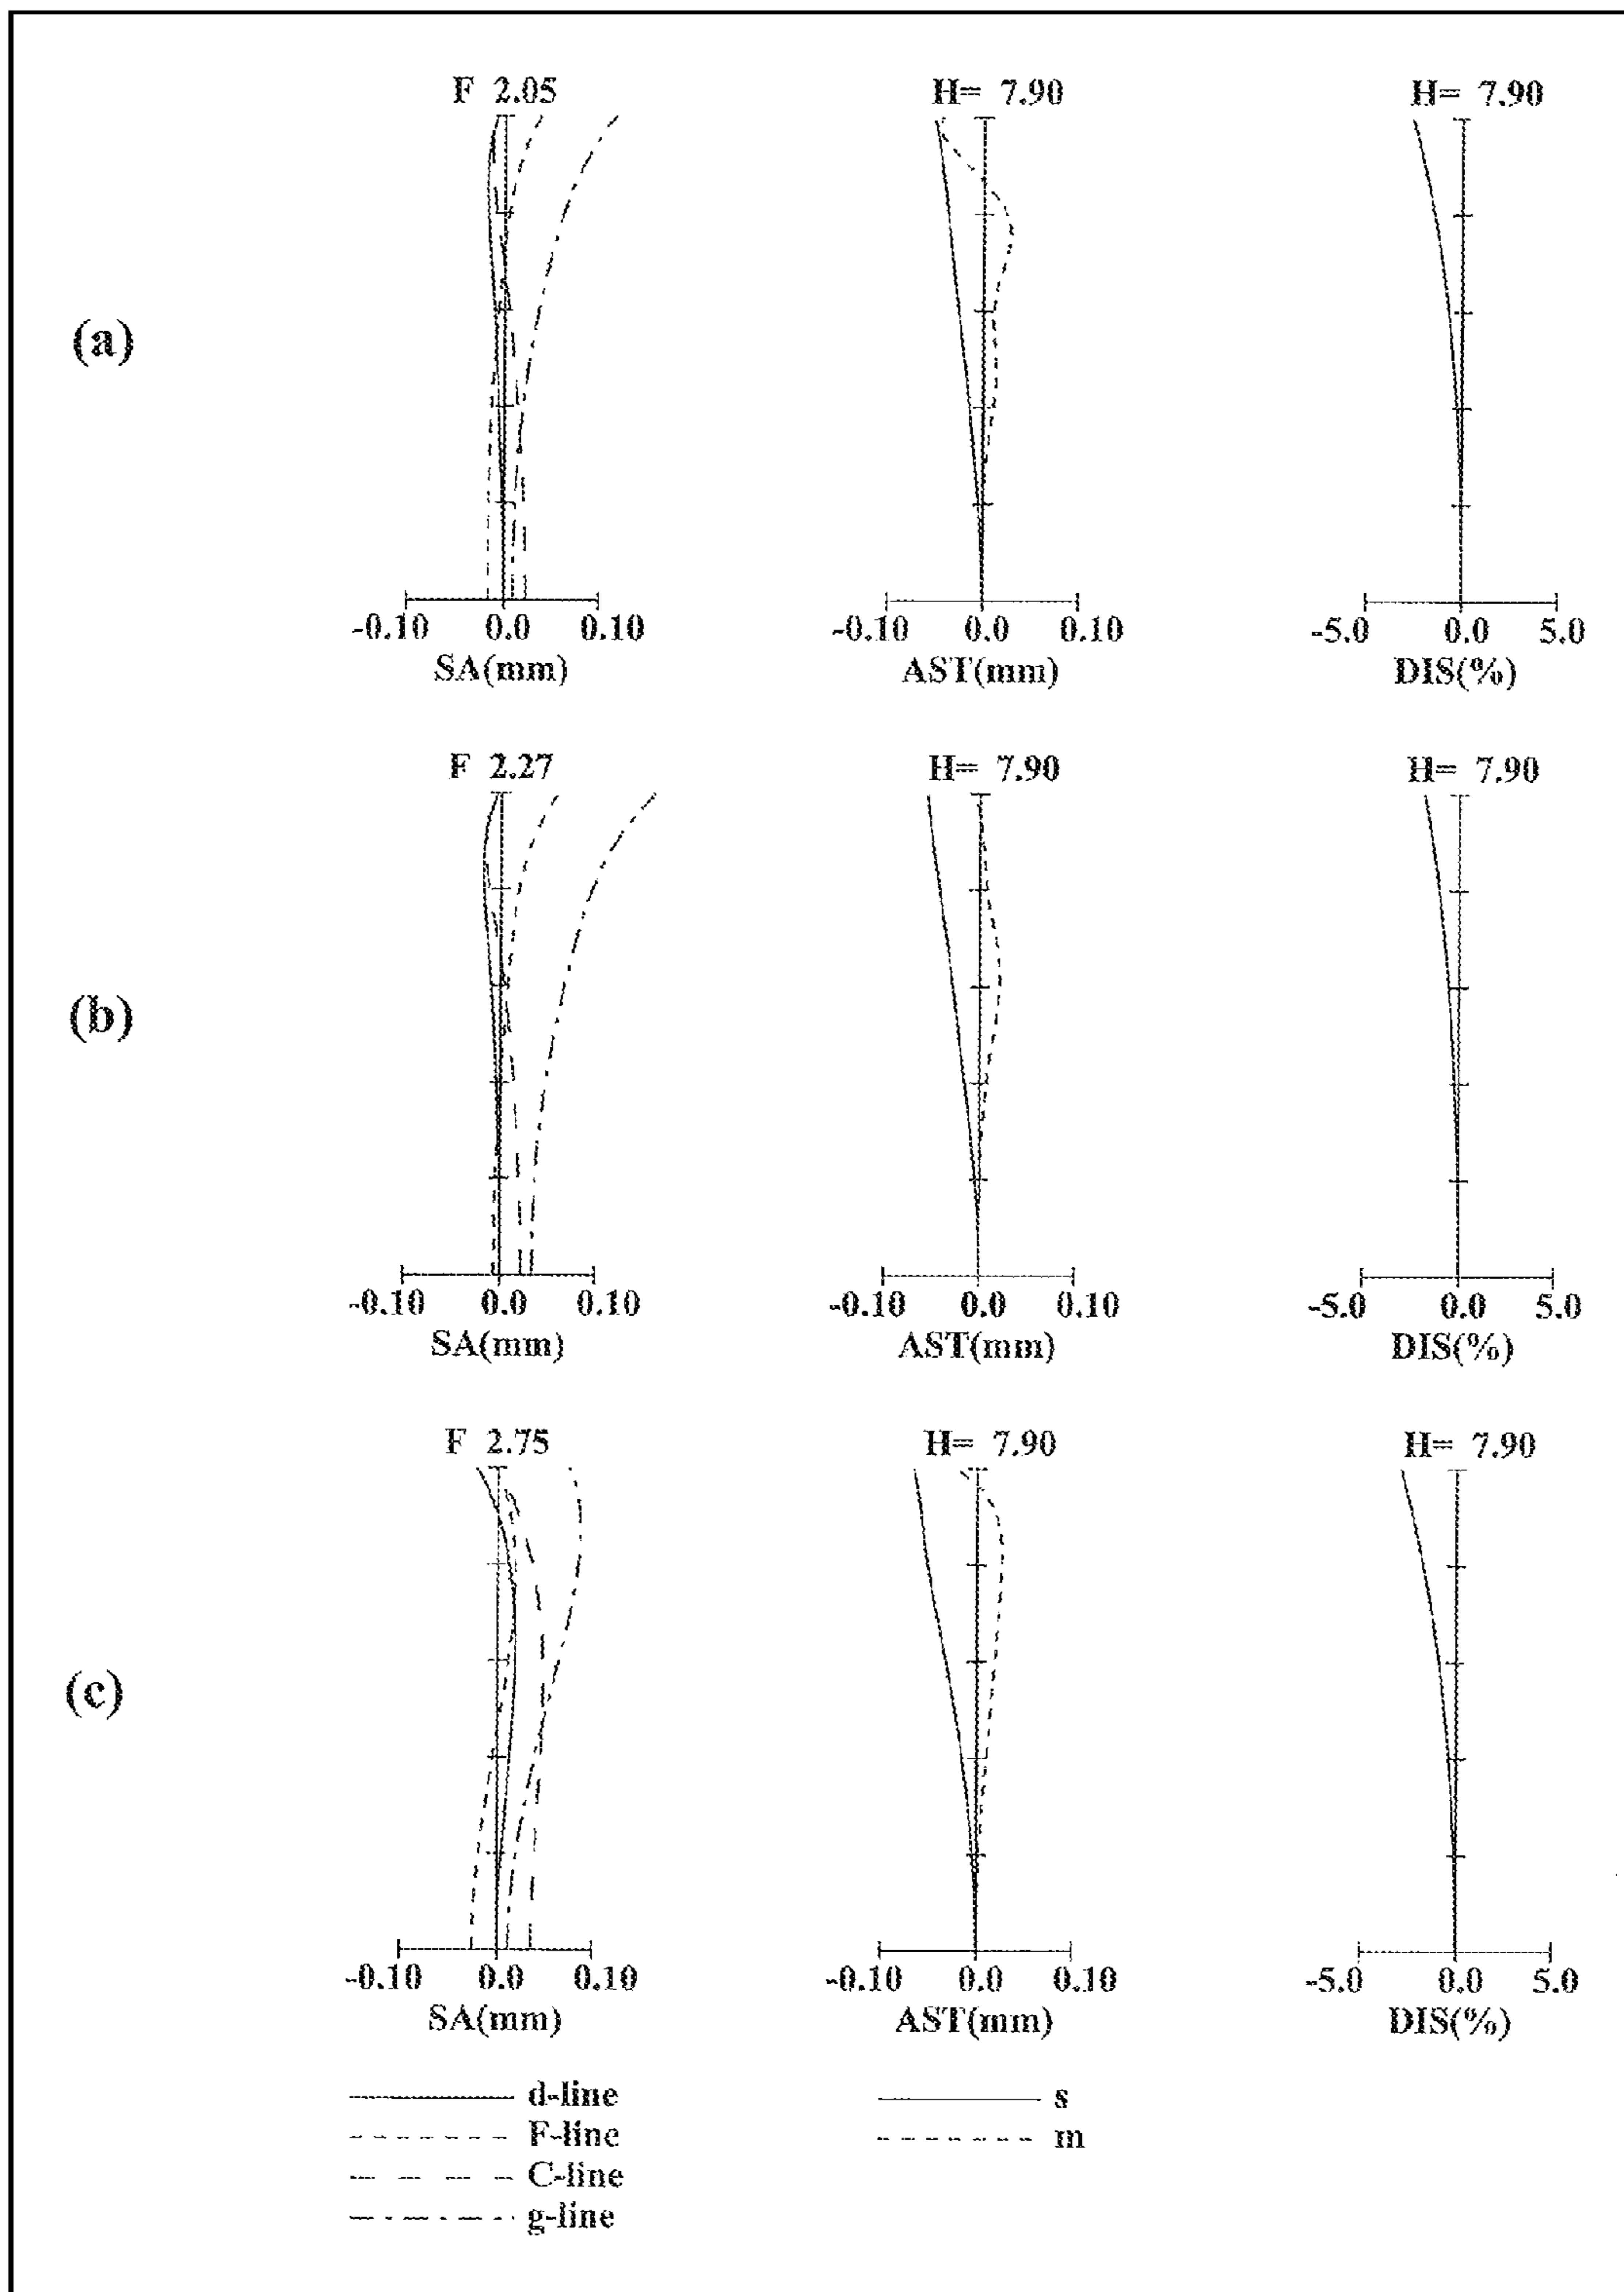 F 2.05 H= 7.90 H= 7.90
(a)
-0.10 0.0 0.10 -0.10 0.0 0.10 -5.0 0.0 5.0
SA(mm) AST(mm) DIS(%)
F 2.27 H= 7.90 H= 7.90
(b)
-0.10 0.0 0.10 -0.10 0.0 0.10 -5.0 0.0 5.0
SA(mm) AST(mm) DIS(%)
F 2.75 H= 7.90 H= 7.90
(c)
-0.10 0.0 0.10 -0.10 0.0 0.10 -5.0 0.0 5.0
SA(mm) AST(mm) DIS(%)
d-line s
F-line m
C-line
g-line